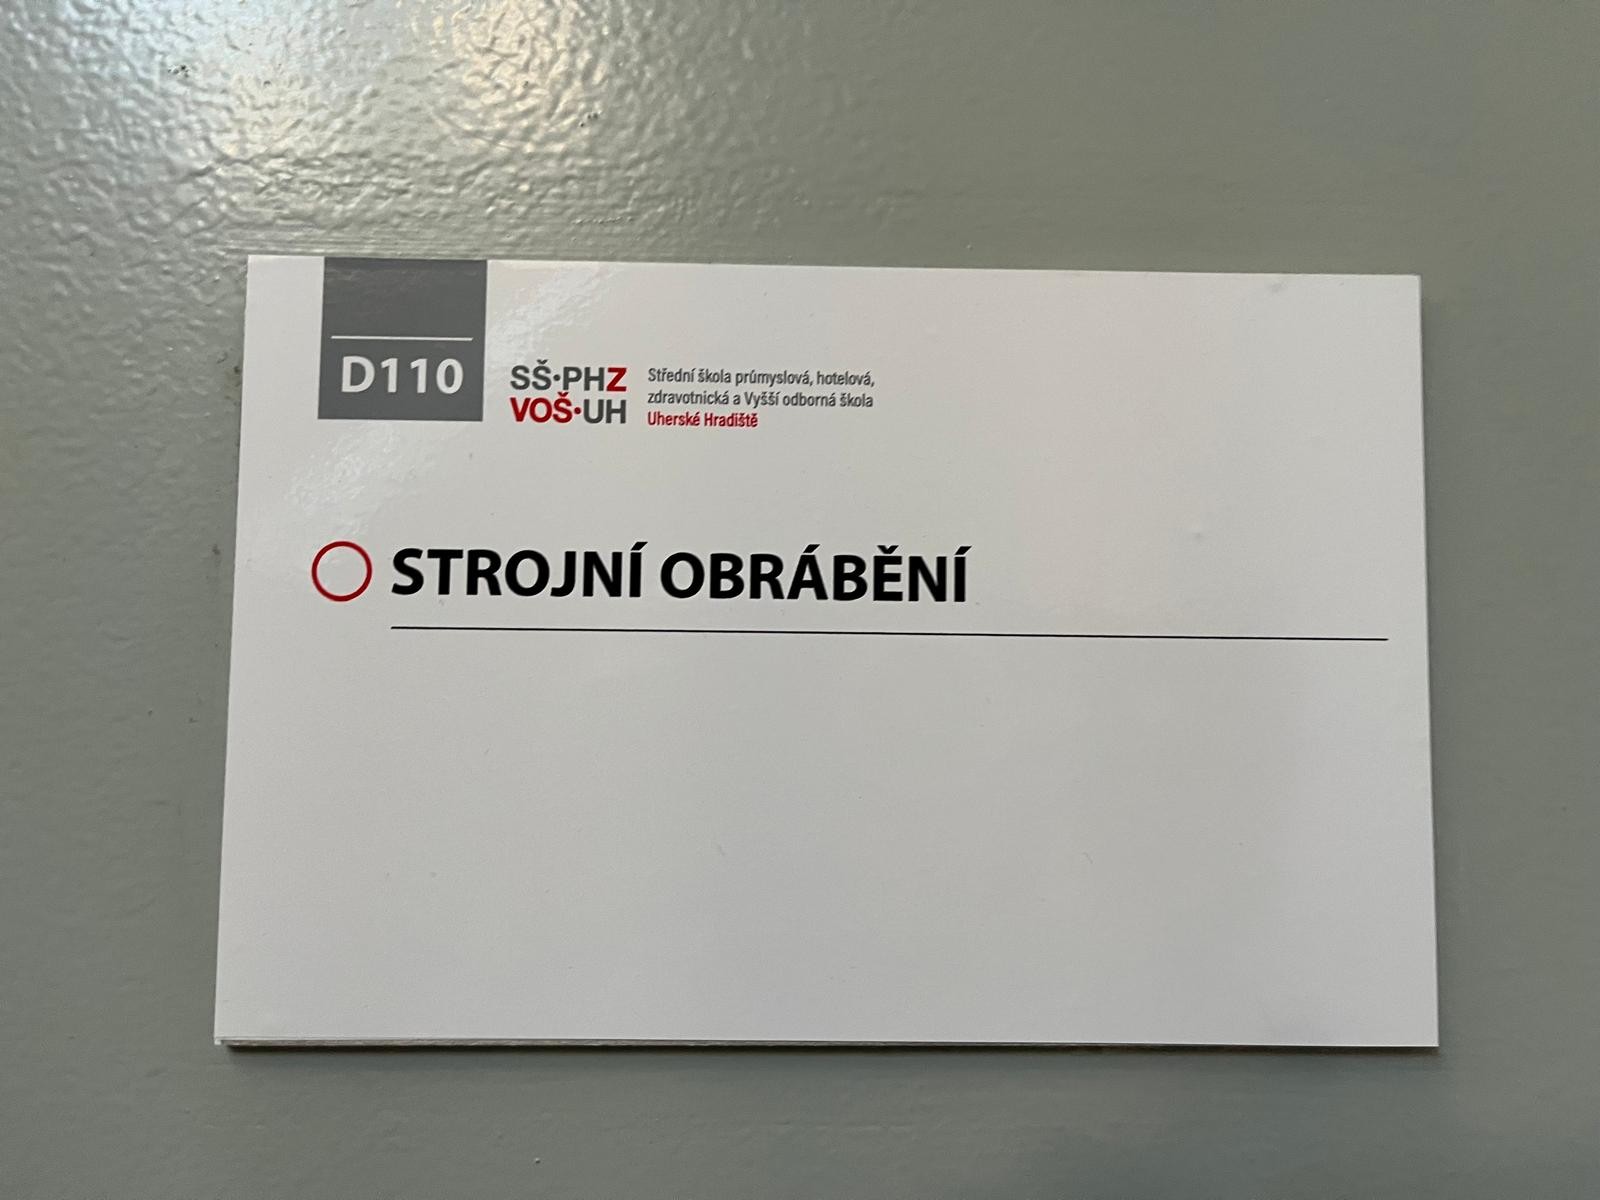 D110
SŠ·PHZ
VOŠ·UH
Střední škola průmyslová, hotelová,
zdravotnická a Vyšší odborná škola
Uherské Hradiště
STROJNÍ OBRÁBĚNÍ